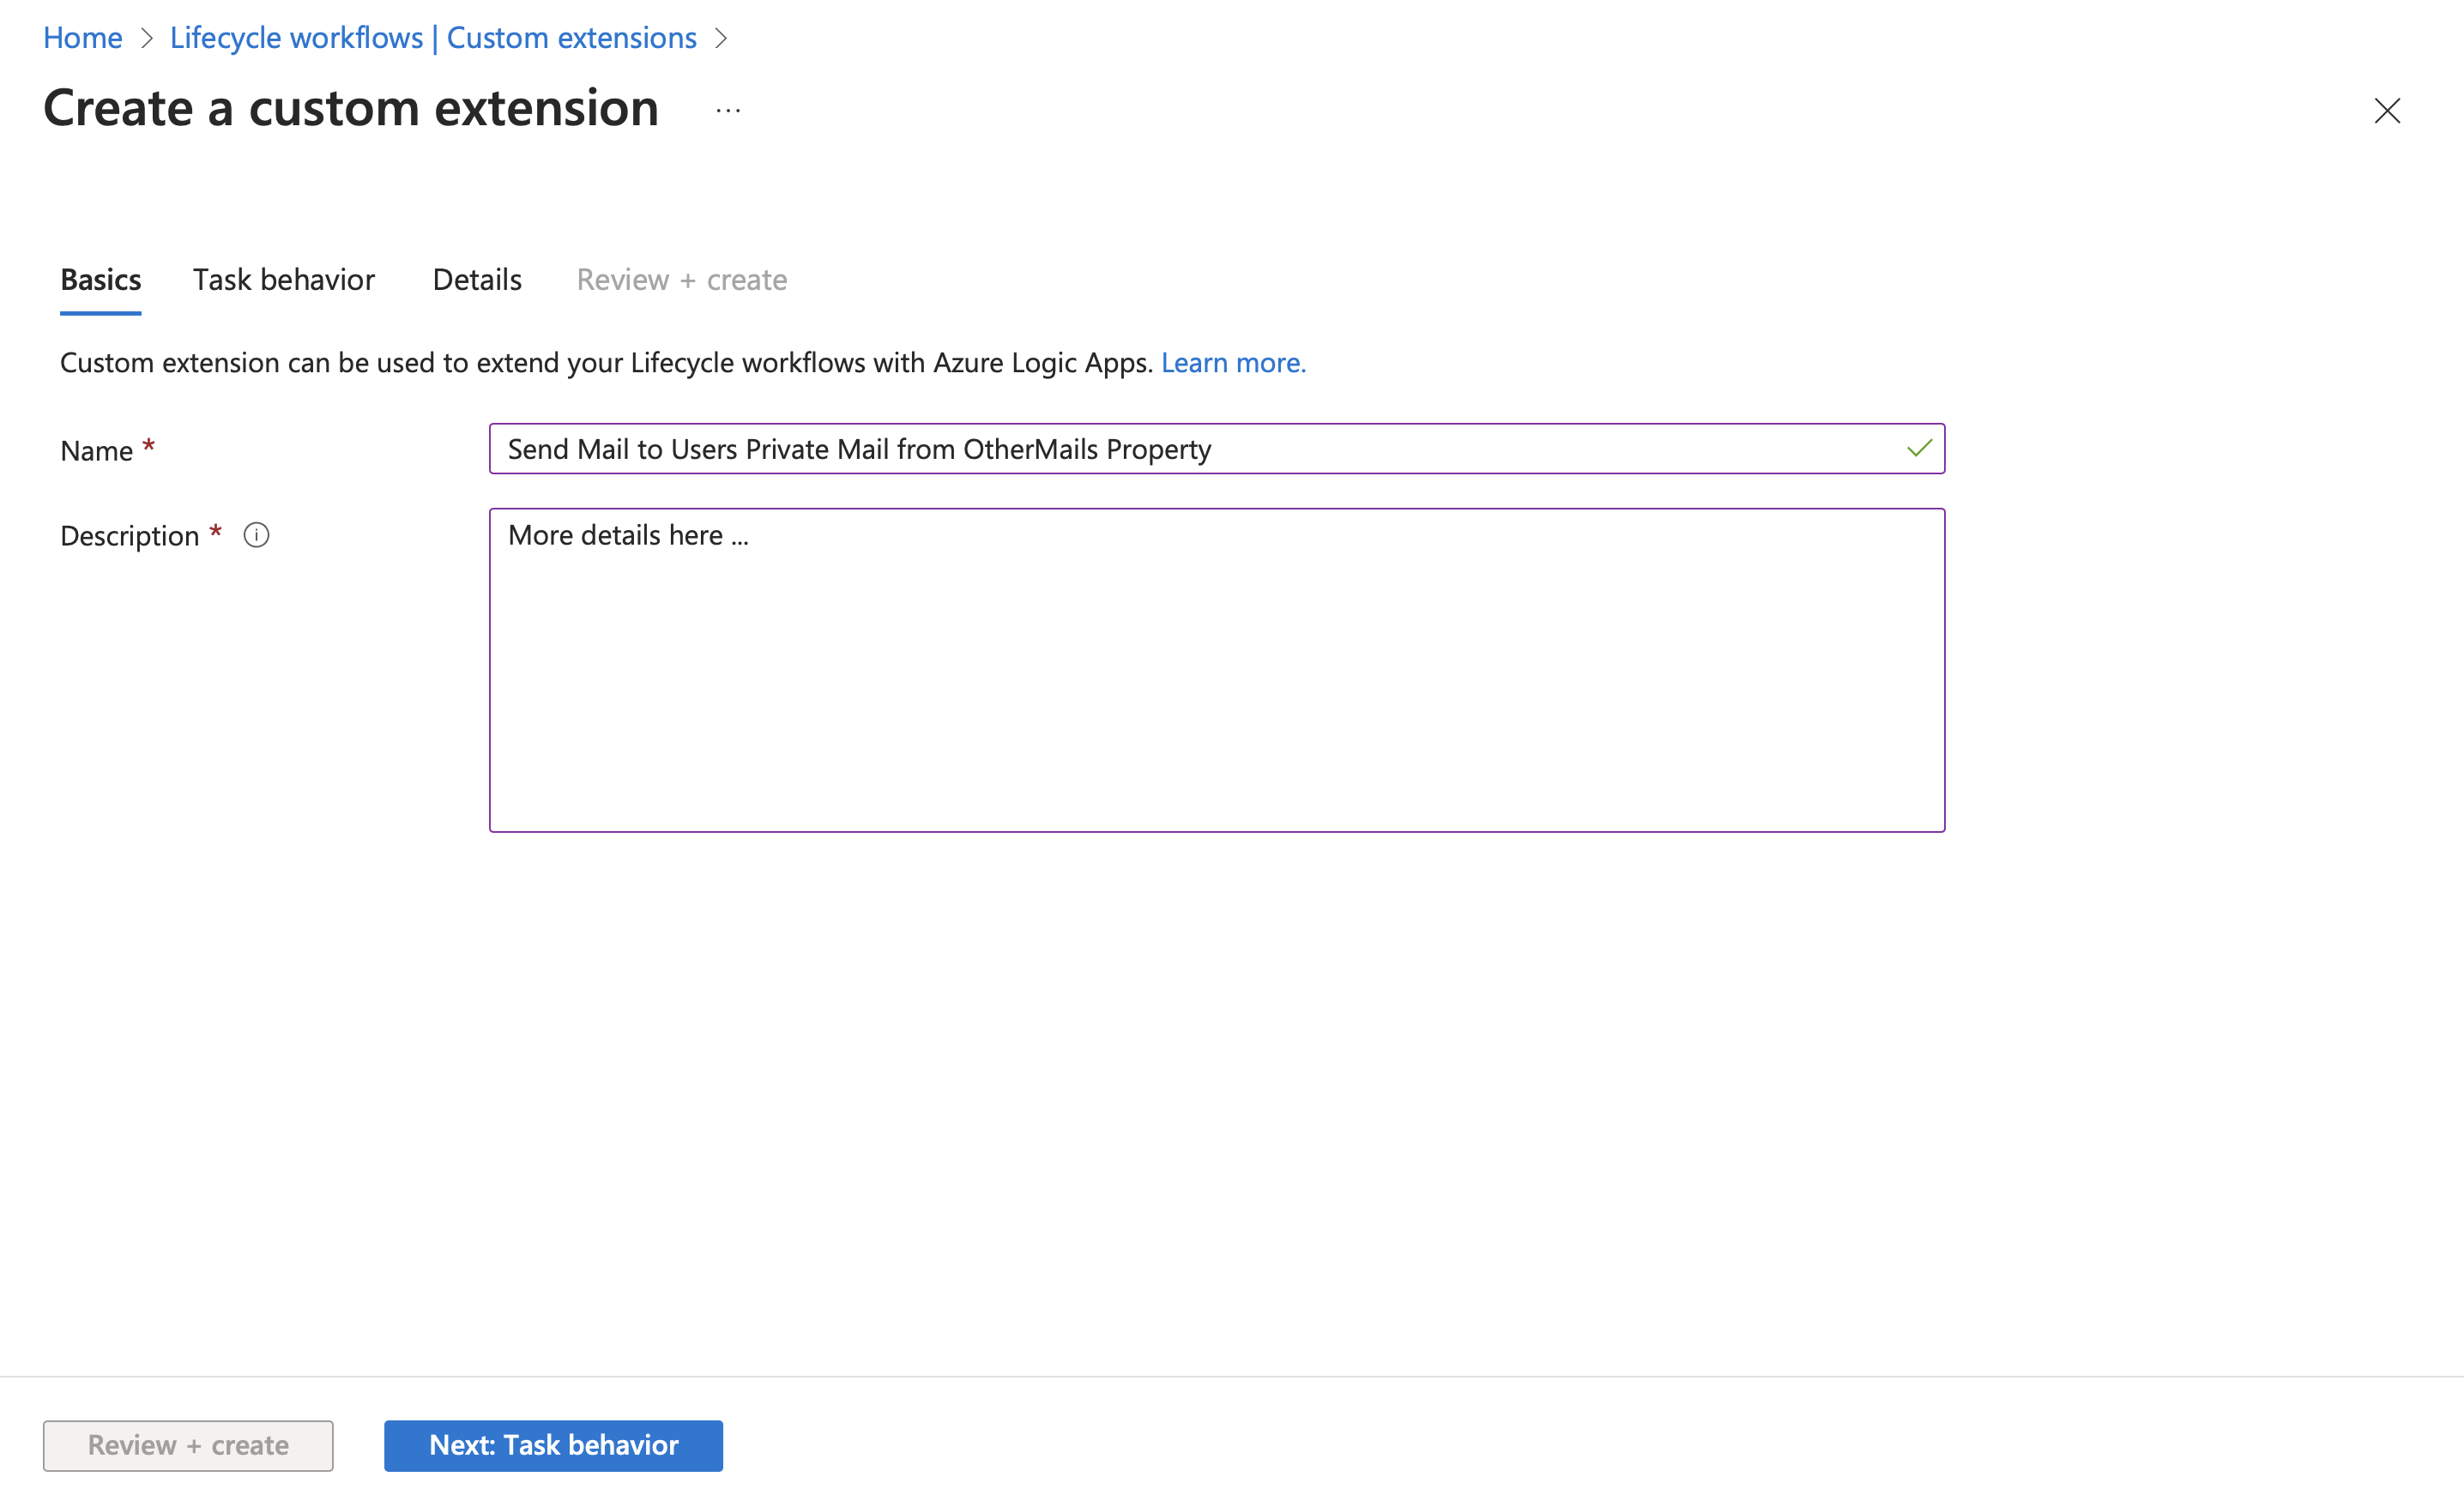 Home > Lifecycle workflows | Custom extensions >
Create a custom extension ...
Basics Task behavior Details Review + create
Custom extension can be used to extend your Lifecycle workflows with Azure Logic Apps. Learn more.
Name * Send Mail to Users Private Mail from OtherMails Property
Description * More details here ...
Review + create Next: Task behavior